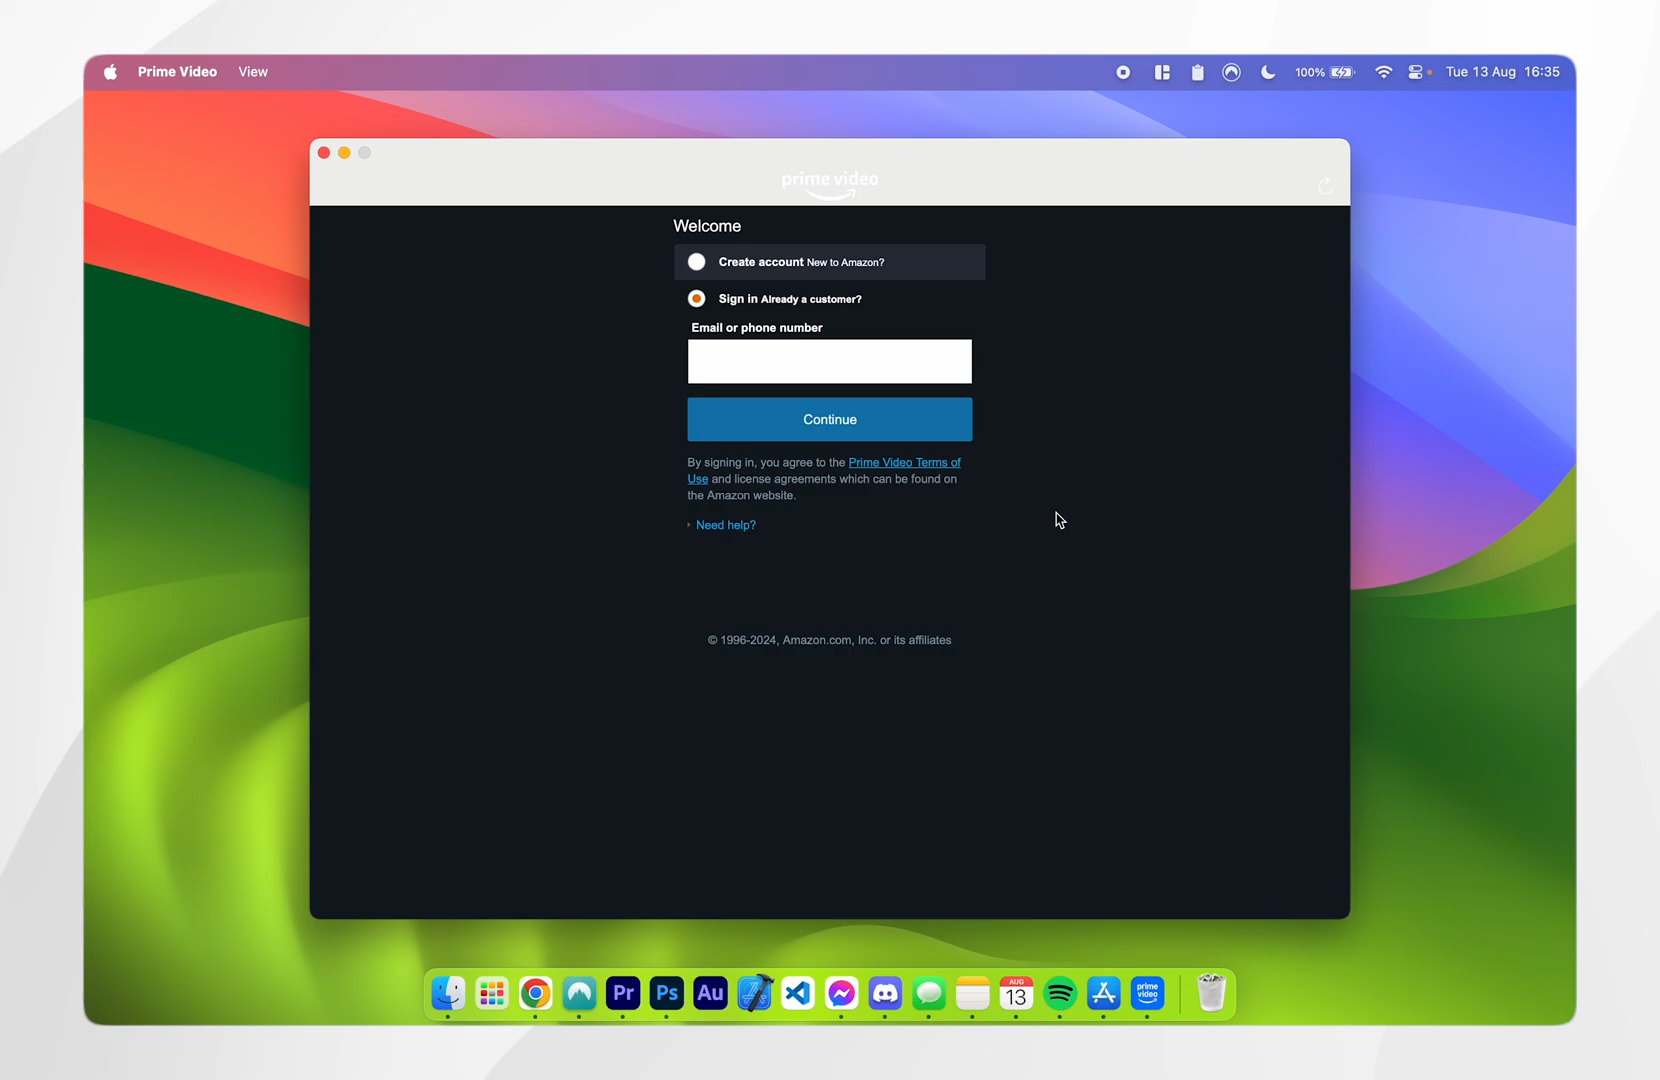 Prime Video View 100% Tue 13 Aug 16:35
prime video
Welcome
Create account New to Amazon?
Sign in Already a customer?
Email or phone number
Continue
By signing in, you agree to the Prime Video Terms of
Use and license agreements which can be found on
the Amazon website.
Need help?
© 1996-2024, Amazon.com, Inc. or its affiliates
Pr Ps Au AUG 13 prime video